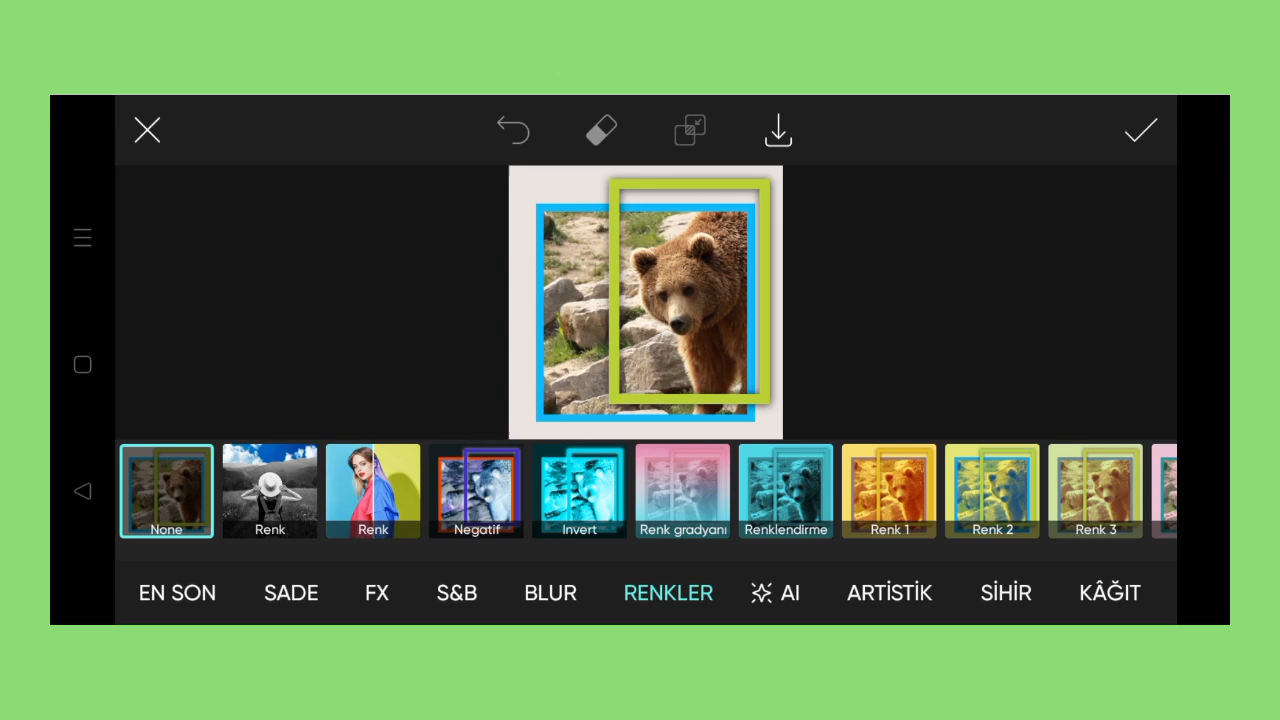 None
Renk
Renk
Negatif
Invert
Renk gradyanı
Renklendirme
Renk 1
Renk 2
Renk 3
EN SON
SADE
FX
S&B
BLUR
RENKLER
AI
ARTİSTİK
SİHİR
KÂĞIT